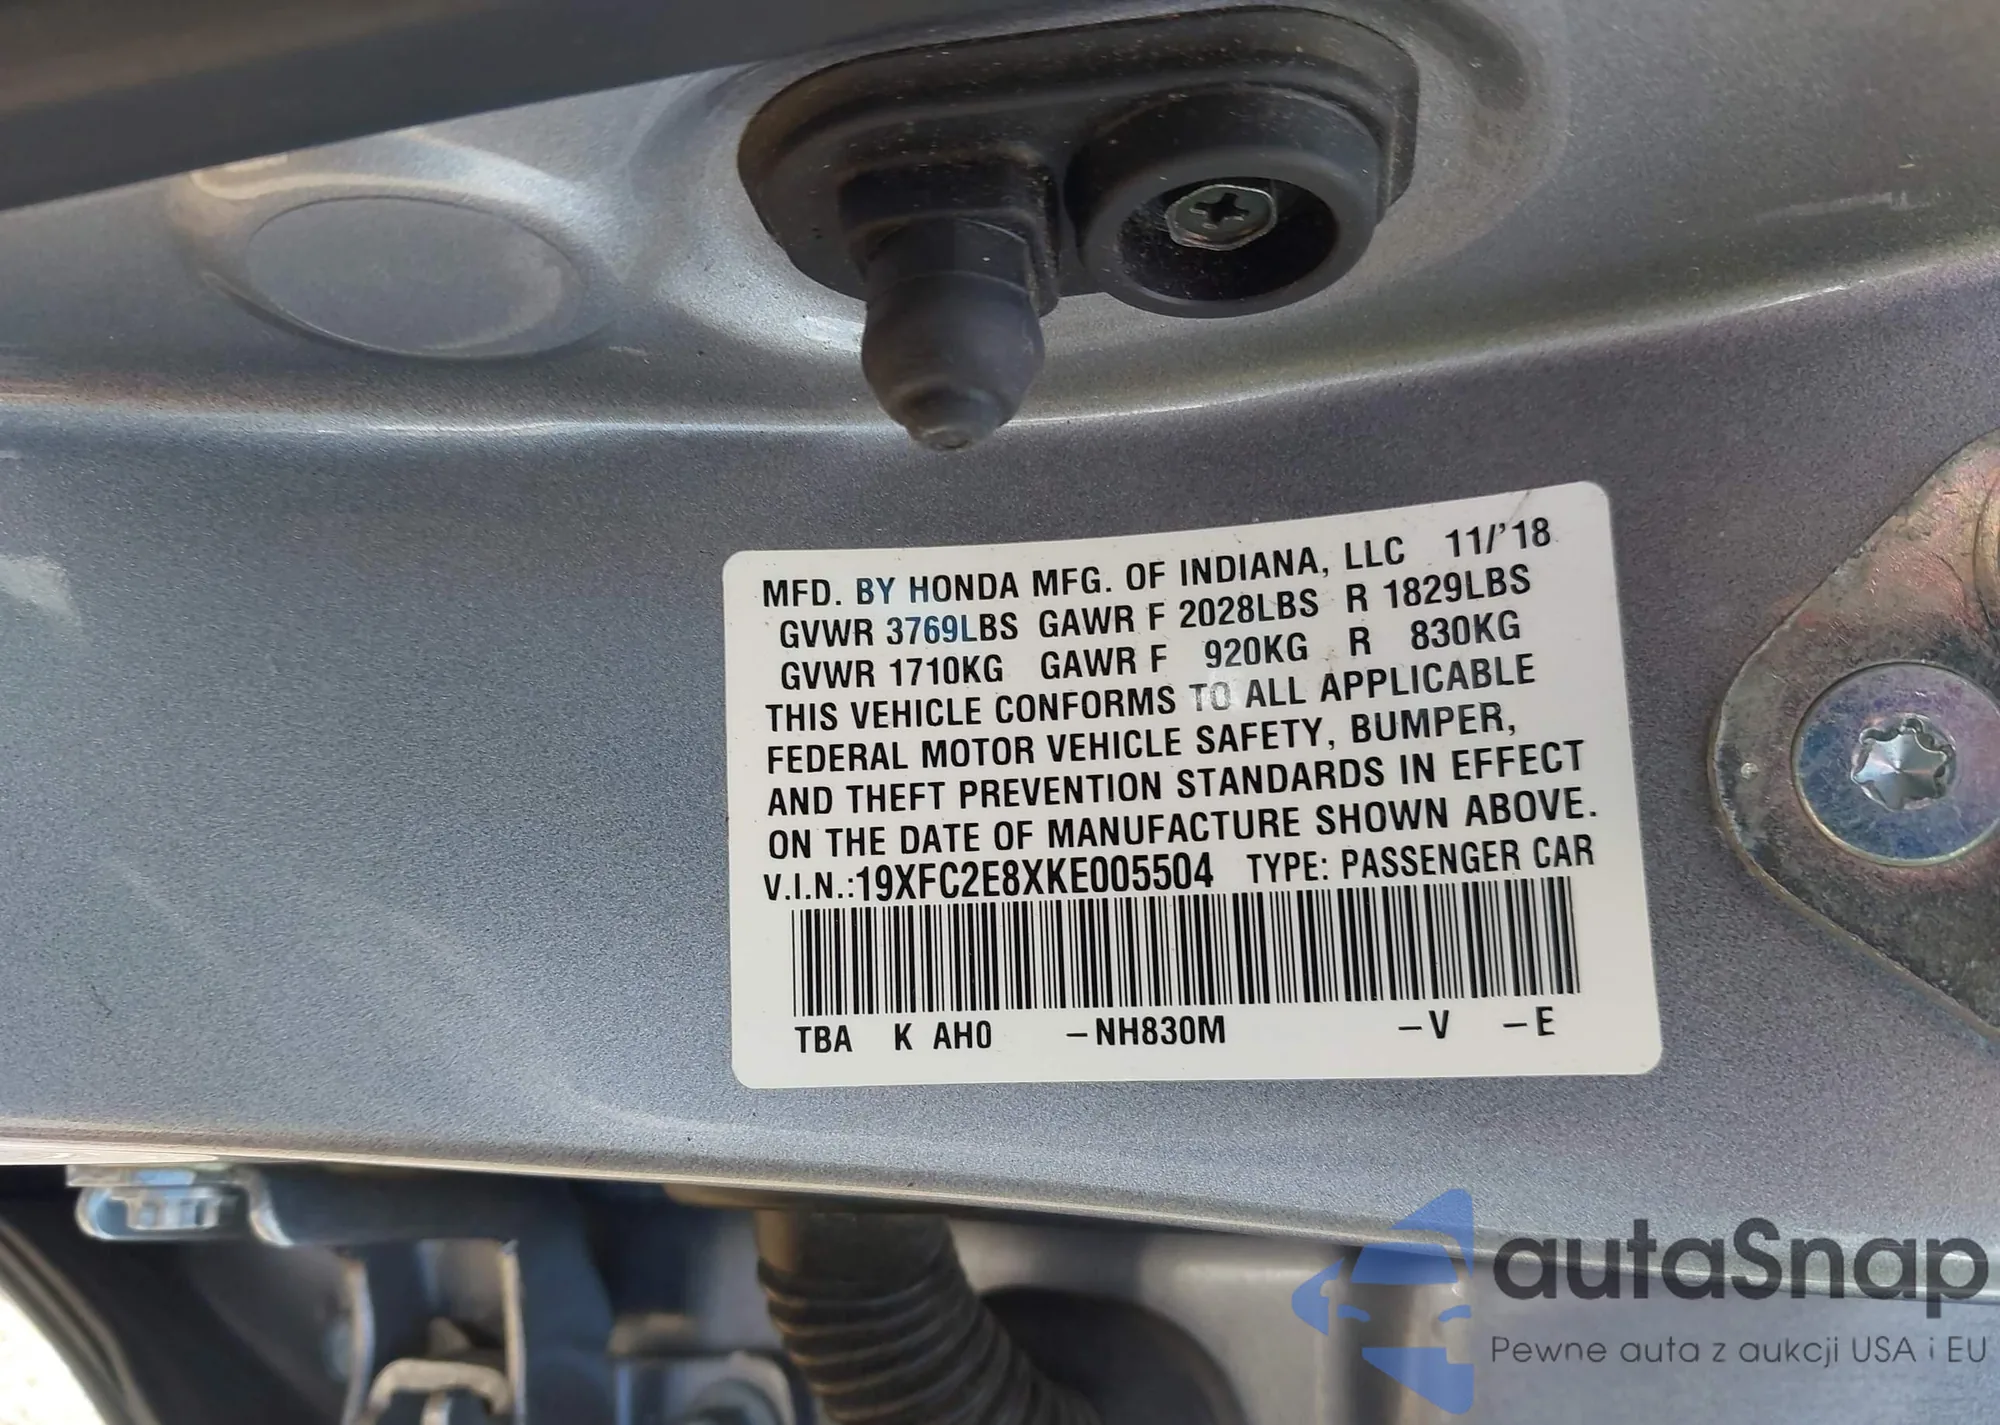 MFD. BY HONDA MFG. OF INDIANA, LLC 11/'18
GVWR 3769LBS GAWR F 2028LBS R 1829LBS
GVWR 1710KG GAWR F 920KG R 830KG
THIS VEHICLE CONFORMS TO ALL APPLICABLE
FEDERAL MOTOR VEHICLE SAFETY, BUMPER,
AND THEFT PREVENTION STANDARDS IN EFFECT
ON THE DATE OF MANUFACTURE SHOWN ABOVE.
V.I.N.:19XFC2E8XKE005504 TYPE: PASSENGER CAR
TBA K AH0 –NH830M –V –E
autaSnap
Pewne auta z aukcji USA i EU